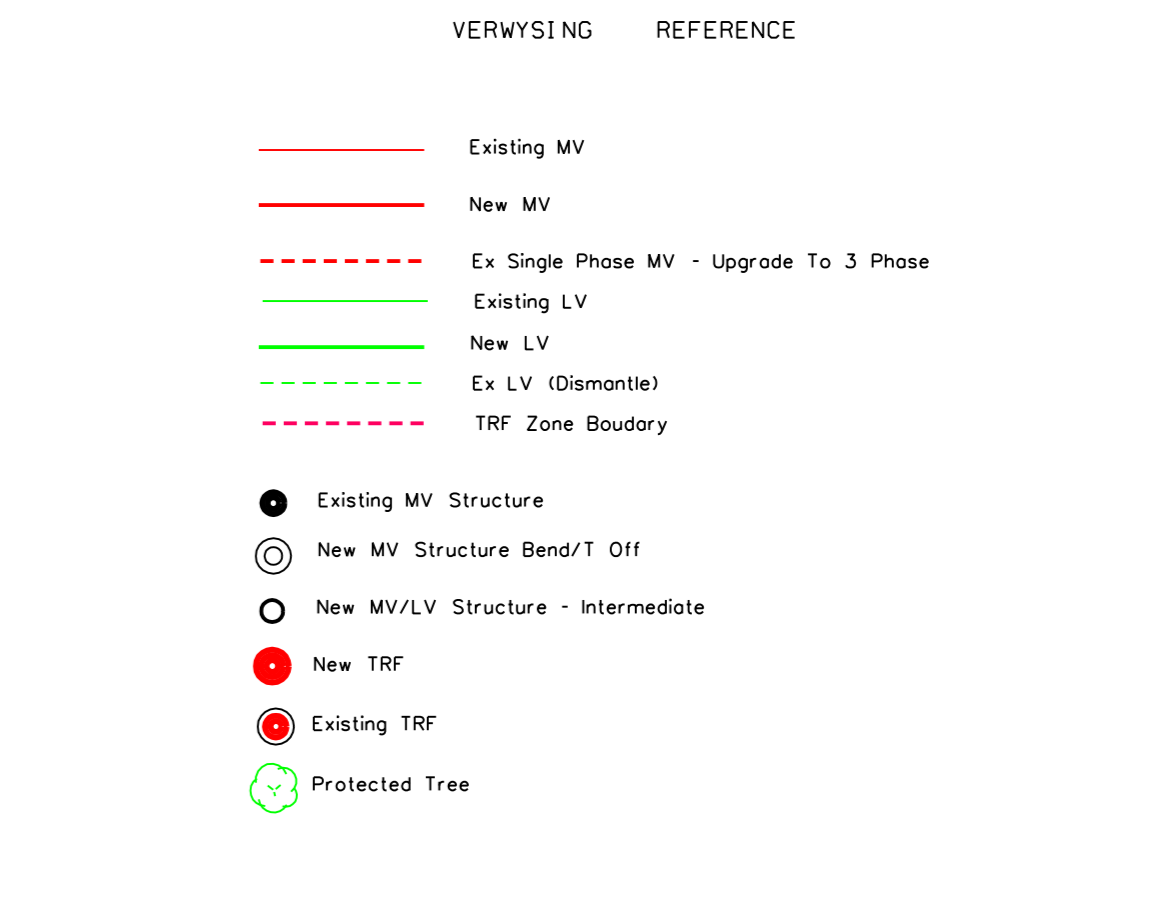 VERWYSING REFERENCE
Existing MV
New MV
Ex Single Phase MV - Upgrade To 3 Phase
Existing LV
New LV
Ex LV (Dismantle)
TRF Zone Boudary
Existing MV Structure
New MV Structure Bend/T Off
New MV/LV Structure - Intermediate
New TRF
Existing TRF
Protected Tree